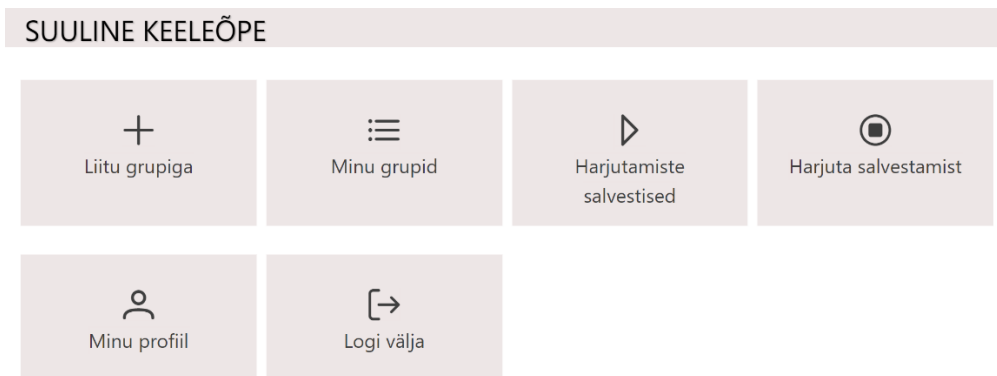 SUULINE KEELEÕPE
Liitu grupiga
Minu grupid
Harjutamiste
salvestised
Harjuta salvestamist
Minu profiil
Logi välja